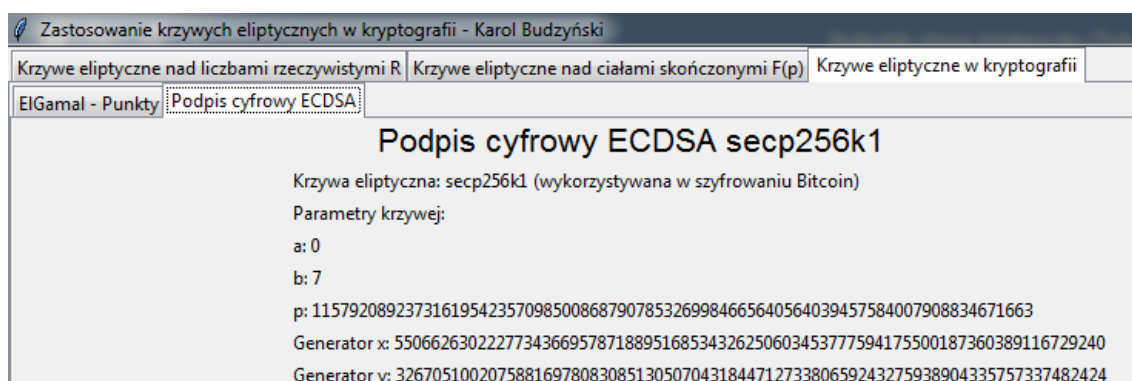 Zastosowanie krzywych eliptycznych w kryptografii - Karol Budzyński
Krzywe eliptyczne nad liczbami rzeczywistymi R Krzywe eliptyczne nad ciałami skończonymi F(p) Krzywe eliptyczne w kryptografii
ElGamal - Punkty Podpis cyfrowy ECDSA
Podpis cyfrowy ECDSA secp256k1
Krzywa eliptyczna: secp256k1 (wykorzystywana w szyfrowaniu Bitcoin)
Parametry krzywej:
a: 0
b: 7
p: 115792089237316195423570985008687907853269984665640564039457584007908834671663
Generator x: 55066263022277343669578718895168534326250603453777594175500187360389116729240
Generator y: 32670510020758816978083085130507043184471273380659243275938904335757337482424